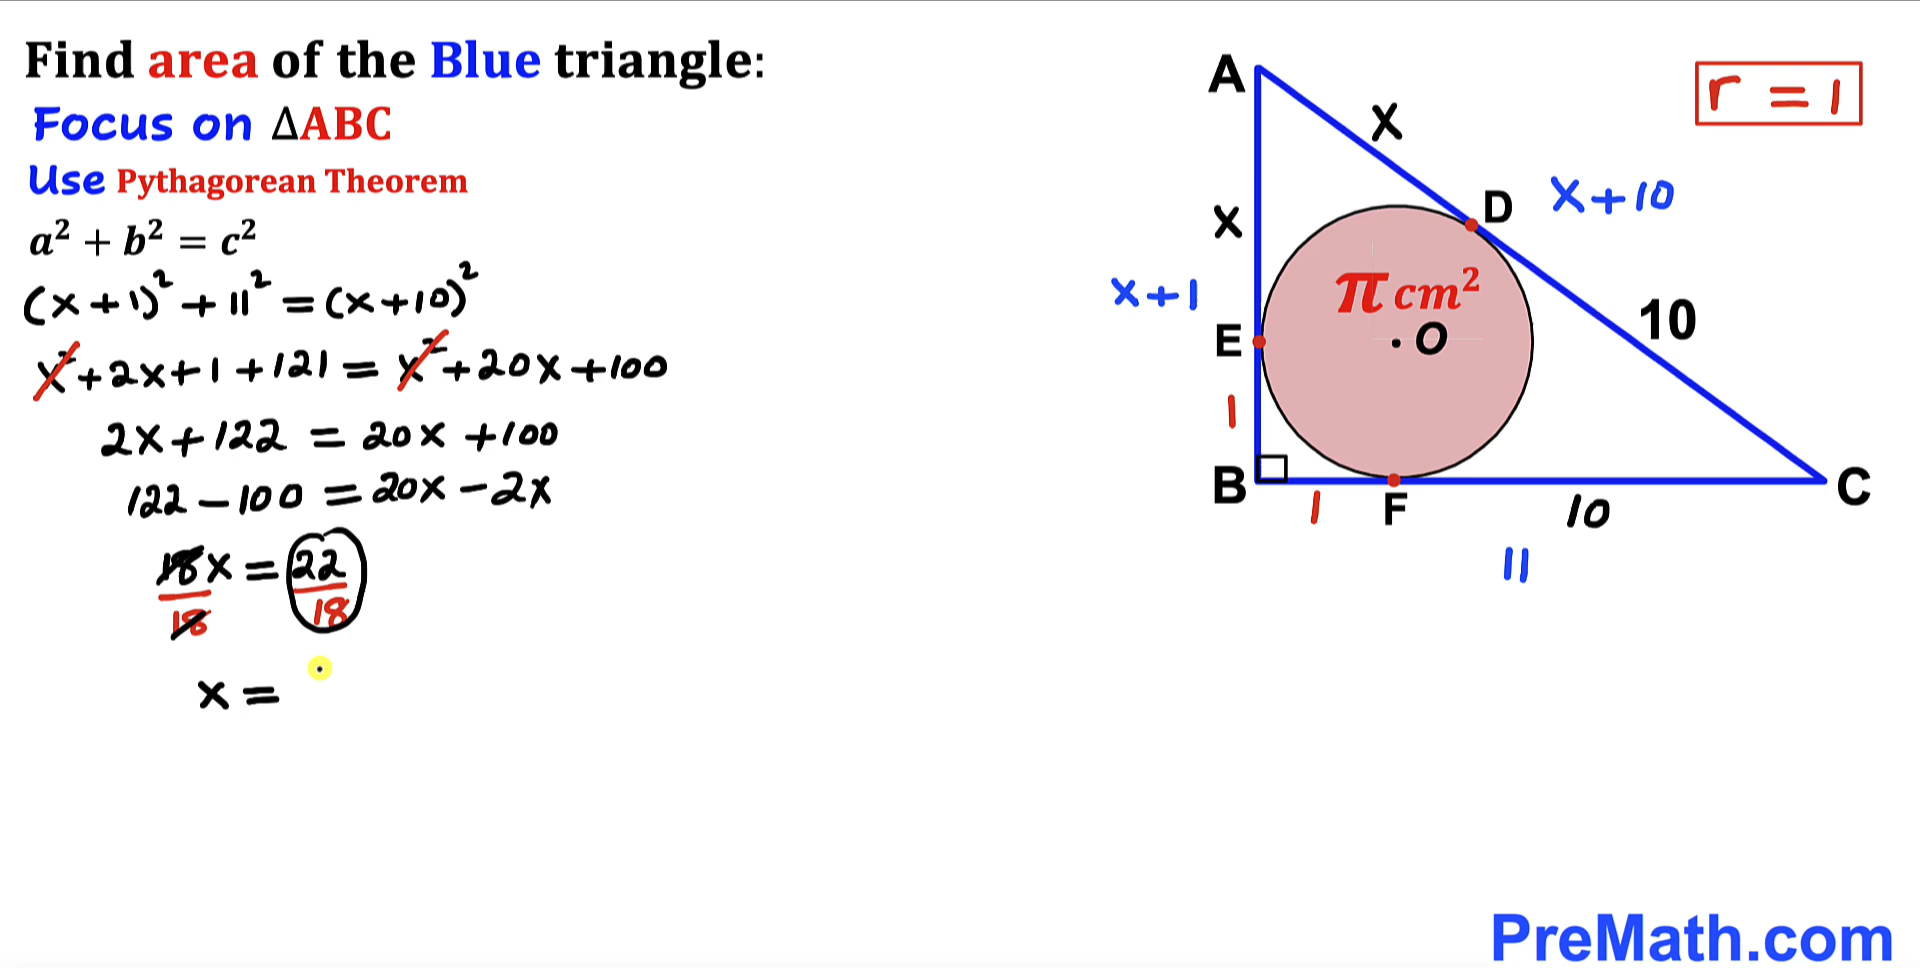 Find area of the Blue triangle:
Focus on ΔABC
Use Pythagorean Theorem
a² + b² = c²
(x+1)² + 11² = (x+10)²
x² + 2x + 1 + 121 = x² + 20x + 100
2x + 122 = 20x + 100
122 − 100 = 20x − 2x
18x/18 = 22/18
x =
A
x
r = 1
D
x+10
x
π cm²
x+1
10
E
O
1
B
C
1
F
10
11
PreMath.com